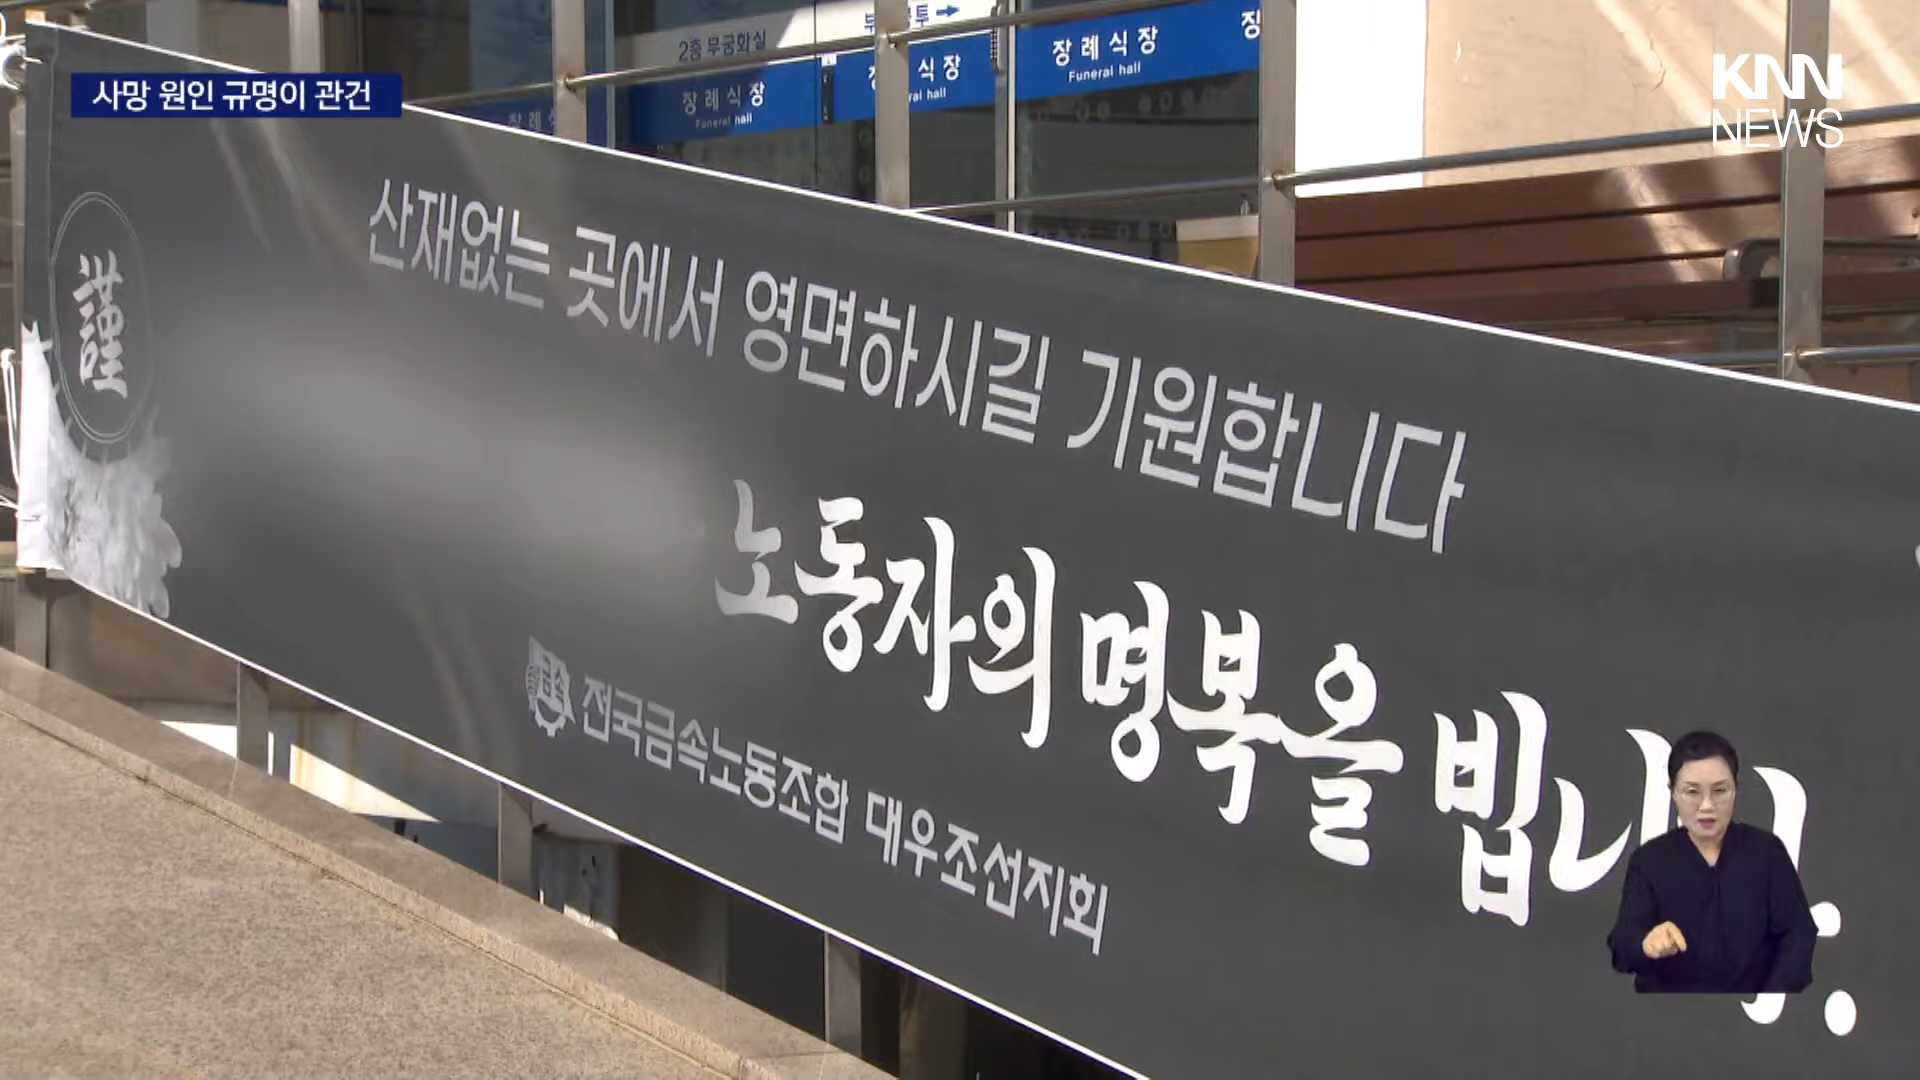 사망 원인 규명이 관건
KNN
NEWS
2층 무궁화실
장례식장
Funeral hall
식장
장례식장
Funeral hall
장
謹
산재없는 곳에서 영면하시길 기원합니다
노동자의 명복을 빕니
전국금속노동조합 대우조선지회